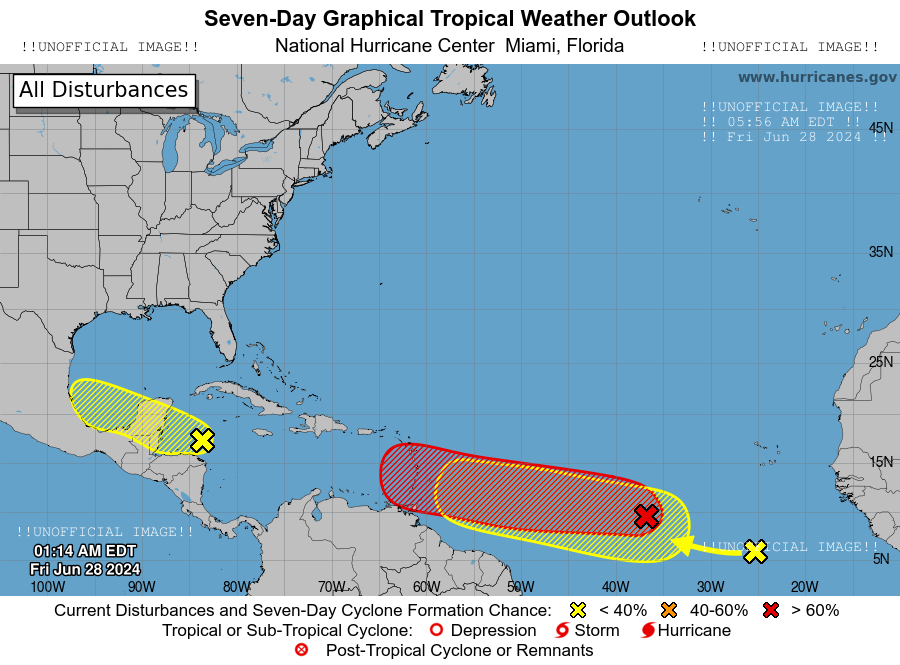 Seven-Day Graphical Tropical Weather Outlook
!!UNOFFICIAL IMAGE!! National Hurricane Center Miami, Florida !!UNOFFICIAL IMAGE!!
All Disturbances
www.hurricanes.gov
!!UNOFFICIAL IMAGE!!
!! 05:56 AM EDT !!
!! Fri Jun 28 2024 !!
45N
35N
25N
15N
!!UNOFFICIAL IMAGE!!
!!UNOFFICIAL IMAGE!!
01:14 AM EDT
5N
Fri Jun 28 2024
100W 90W 80W 70W 60W 50W 40W 30W 20W
Current Disturbances and Seven-Day Cyclone Formation Chance: < 40% 40-60% > 60%
Tropical or Sub-Tropical Cyclone: Depression Storm Hurricane
Post-Tropical Cyclone or Remnants